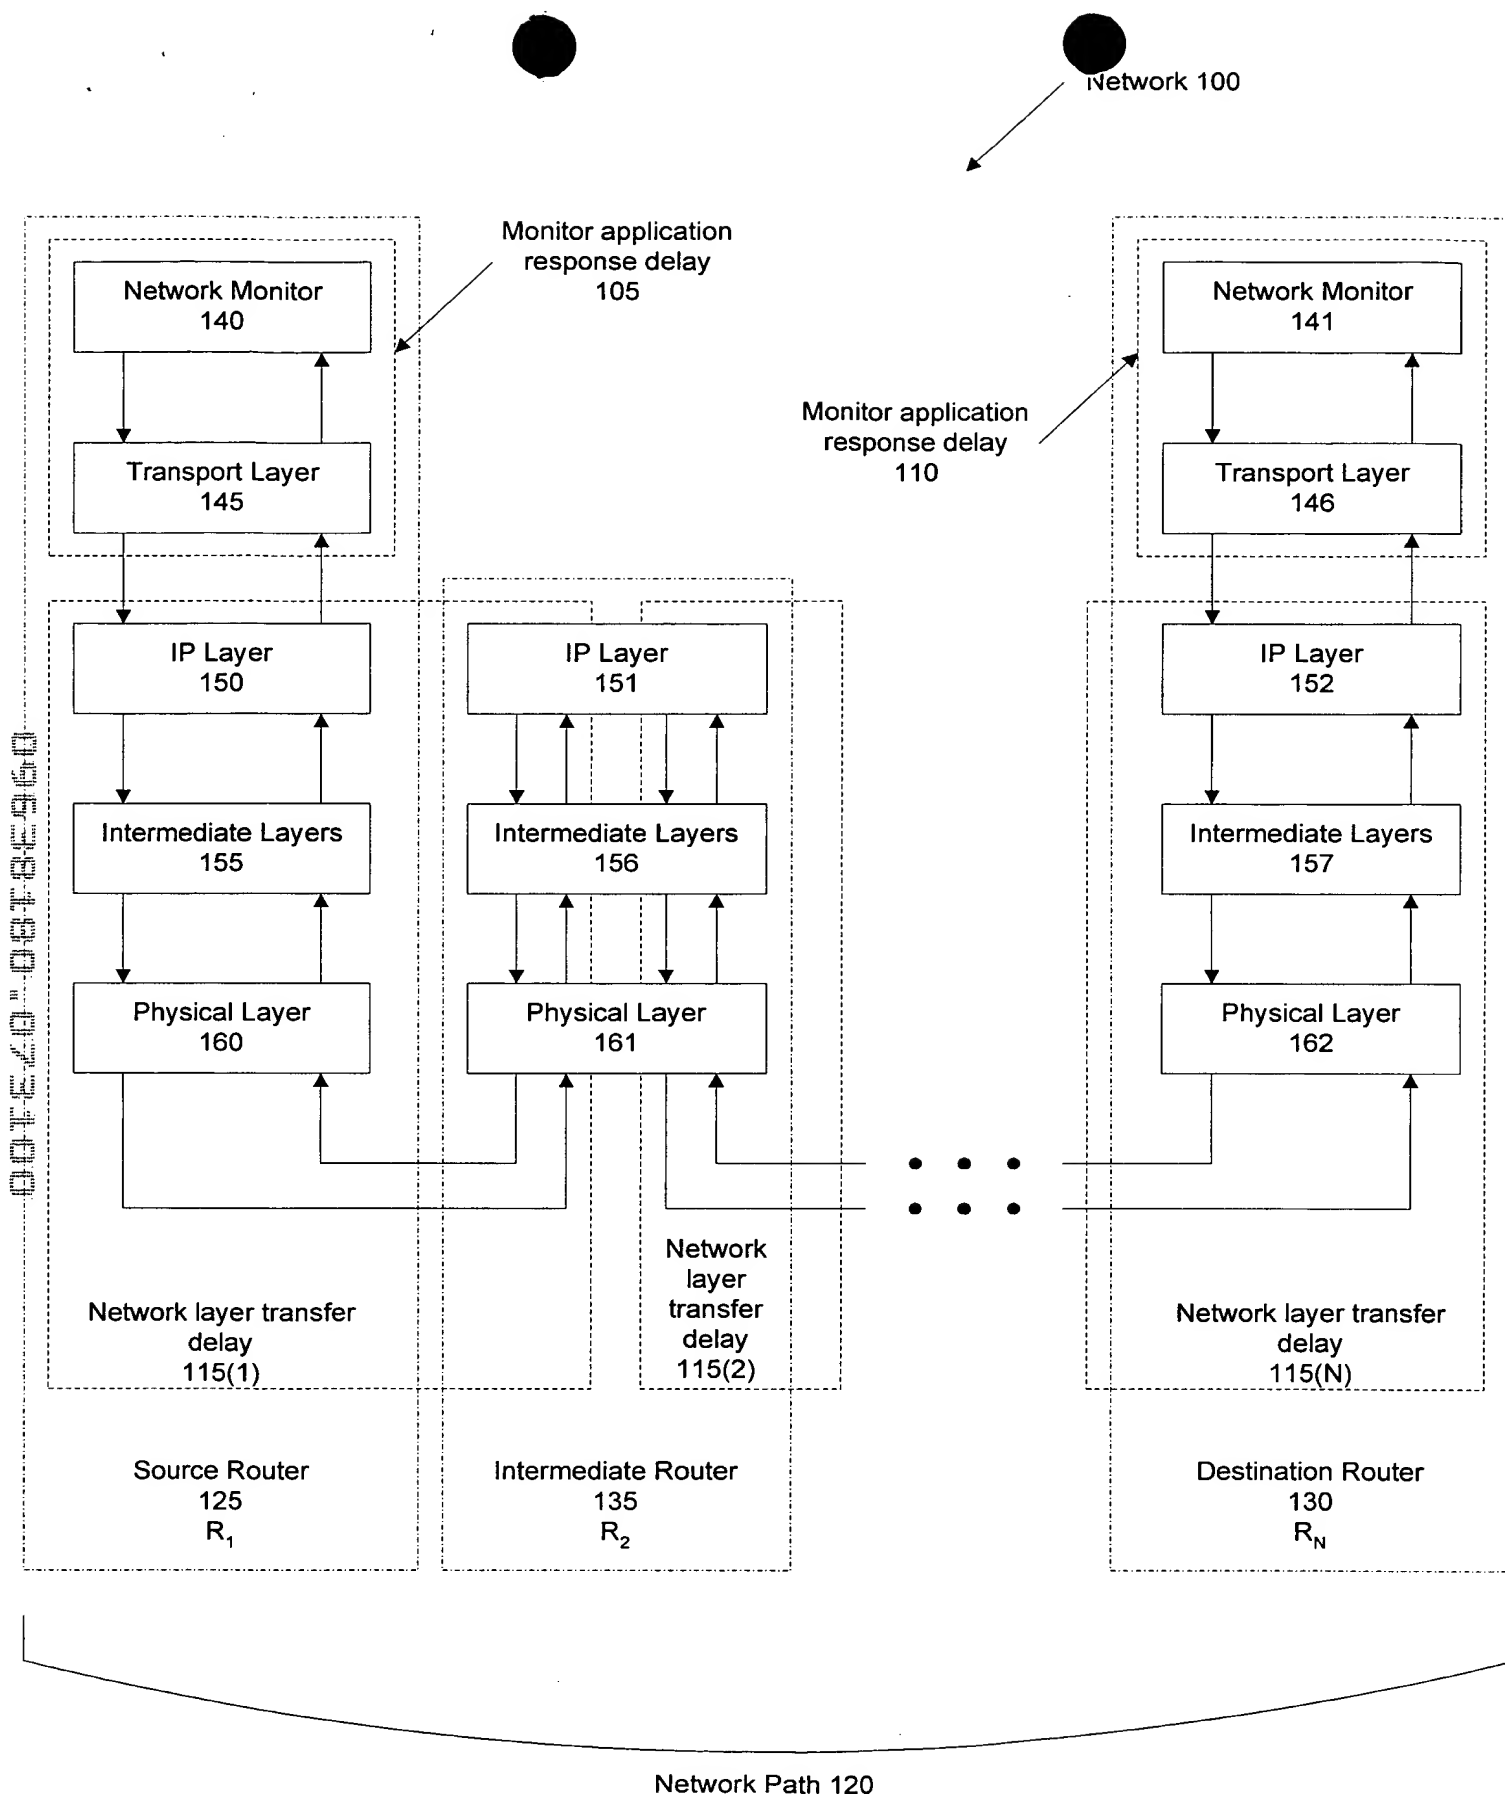 Network 100
Monitor application
response delay
105
Network Monitor
140
Network Monitor
141
Monitor application
response delay
110
Transport Layer
145
Transport Layer
146
IP Layer
150
IP Layer
151
IP Layer
152
Intermediate Layers
155
Intermediate Layers
156
Intermediate Layers
157
Physical Layer
160
Physical Layer
161
Physical Layer
162
Network layer transfer
delay
115(1)
Network
layer
transfer
delay
115(2)
Network layer transfer
delay
115(N)
Source Router
125
R1
Intermediate Router
135
R2
Destination Router
130
RN
Network Path 120